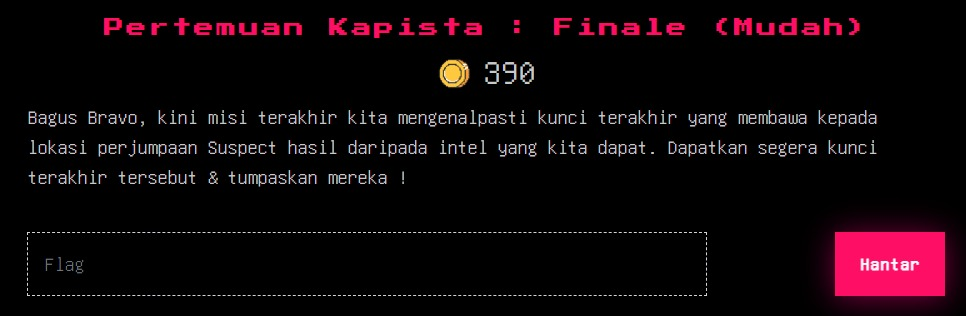 Pertemuan Kapista : Finale (Mudah)
390
Bagus Bravo, kini misi terakhir kita mengenalpasti kunci terakhir yang membawa kepada
lokasi perjumpaan Suspect hasil daripada intel yang kita dapat. Dapatkan segera kunci
terakhir tersebut & tumpaskan mereka !
Flag
Hantar